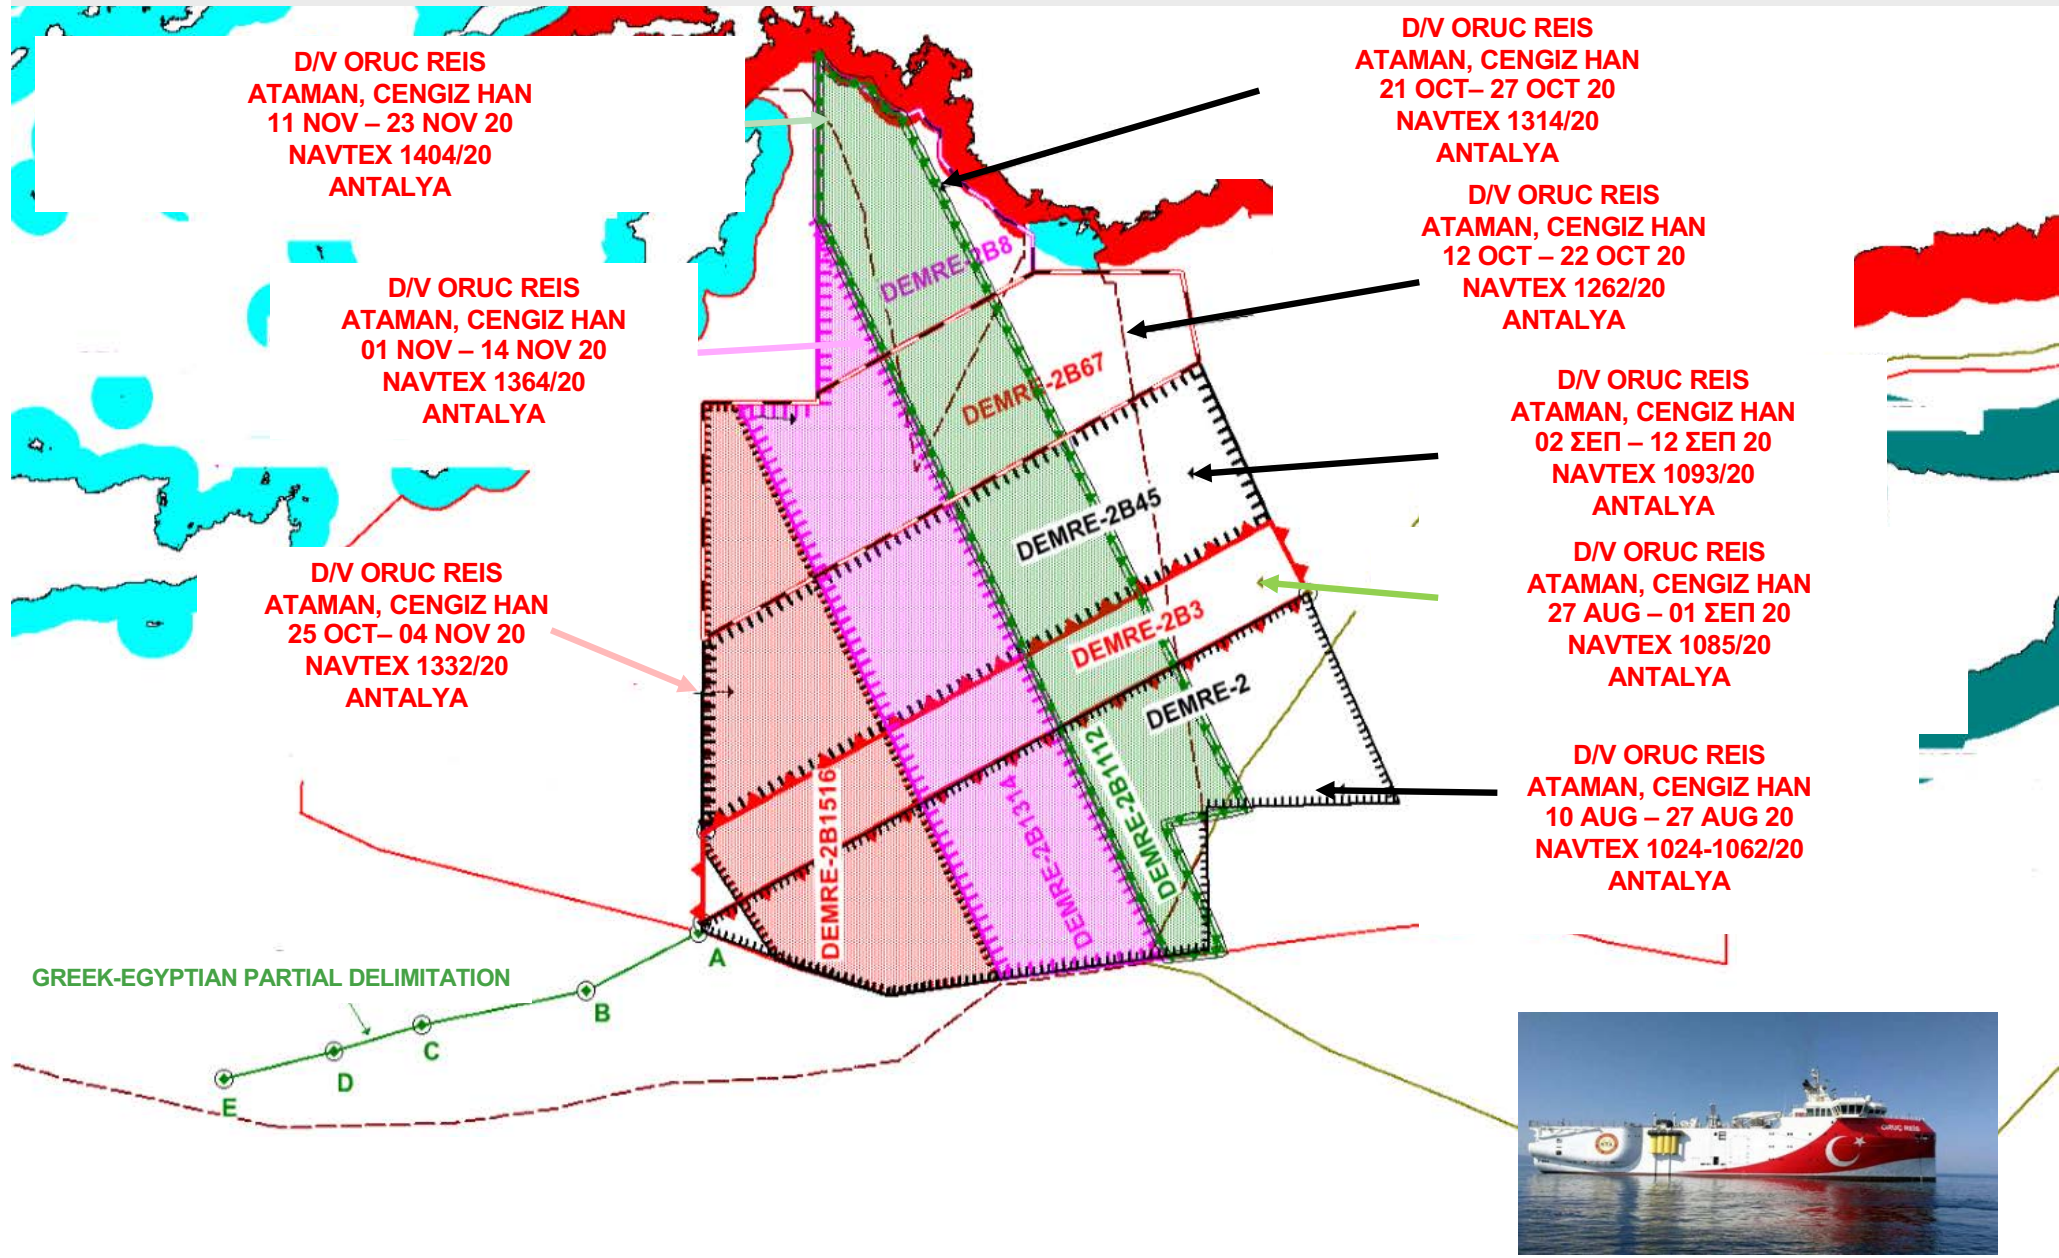 D/V ORUC REIS
ATAMAN, CENGIZ HAN
11 NOV – 23 NOV 20
NAVTEX 1404/20
ANTALYA
D/V ORUC REIS
ATAMAN, CENGIZ HAN
21 OCT– 27 OCT 20
NAVTEX 1314/20
ANTALYA
D/V ORUC REIS
ATAMAN, CENGIZ HAN
12 OCT – 22 OCT 20
NAVTEX 1262/20
ANTALYA
D/V ORUC REIS
ATAMAN, CENGIZ HAN
01 NOV – 14 NOV 20
NAVTEX 1364/20
ANTALYA
D/V ORUC REIS
ATAMAN, CENGIZ HAN
02 ΣΕΠ – 12 ΣΕΠ 20
NAVTEX 1093/20
ANTALYA
D/V ORUC REIS
ATAMAN, CENGIZ HAN
25 OCT– 04 NOV 20
NAVTEX 1332/20
ANTALYA
D/V ORUC REIS
ATAMAN, CENGIZ HAN
27 AUG – 01 ΣΕΠ 20
NAVTEX 1085/20
ANTALYA
D/V ORUC REIS
ATAMAN, CENGIZ HAN
10 AUG – 27 AUG 20
NAVTEX 1024-1062/20
ANTALYA
DEMRE-2B8
DEMRE-2B67
DEMRE-2B45
DEMRE-2B3
DEMRE-2
DEMRE-2B1112
DEMRE-2B1314
DEMRE-2B1516
GREEK-EGYPTIAN PARTIAL DELIMITATION
A
B
C
D
E
ORUÇ REİS